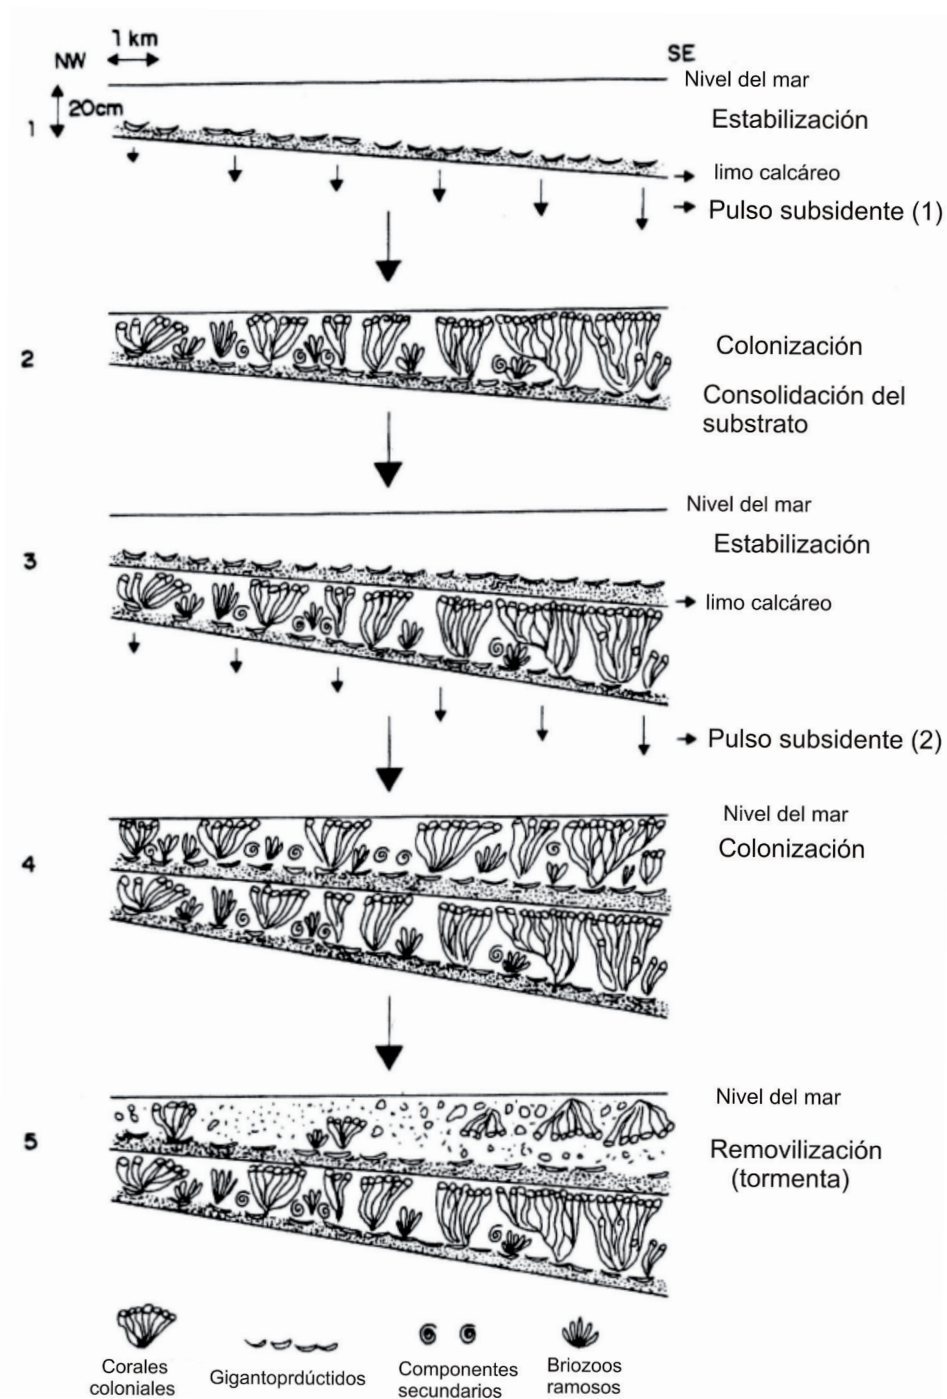 1 km
NW
SE
Nivel del mar
20cm
Estabilización
1
limo calcáreo
Pulso subsidente (1)
2
Colonización
Consolidación del
substrato
Nivel del mar
Estabilización
3
limo calcáreo
Pulso subsidente (2)
Nivel del mar
Colonización
4
Nivel del mar
5
Removilización
(tormenta)
Corales
coloniales
Gigantoprdúctidos
Componentes
secundarios
Briozoos
ramosos